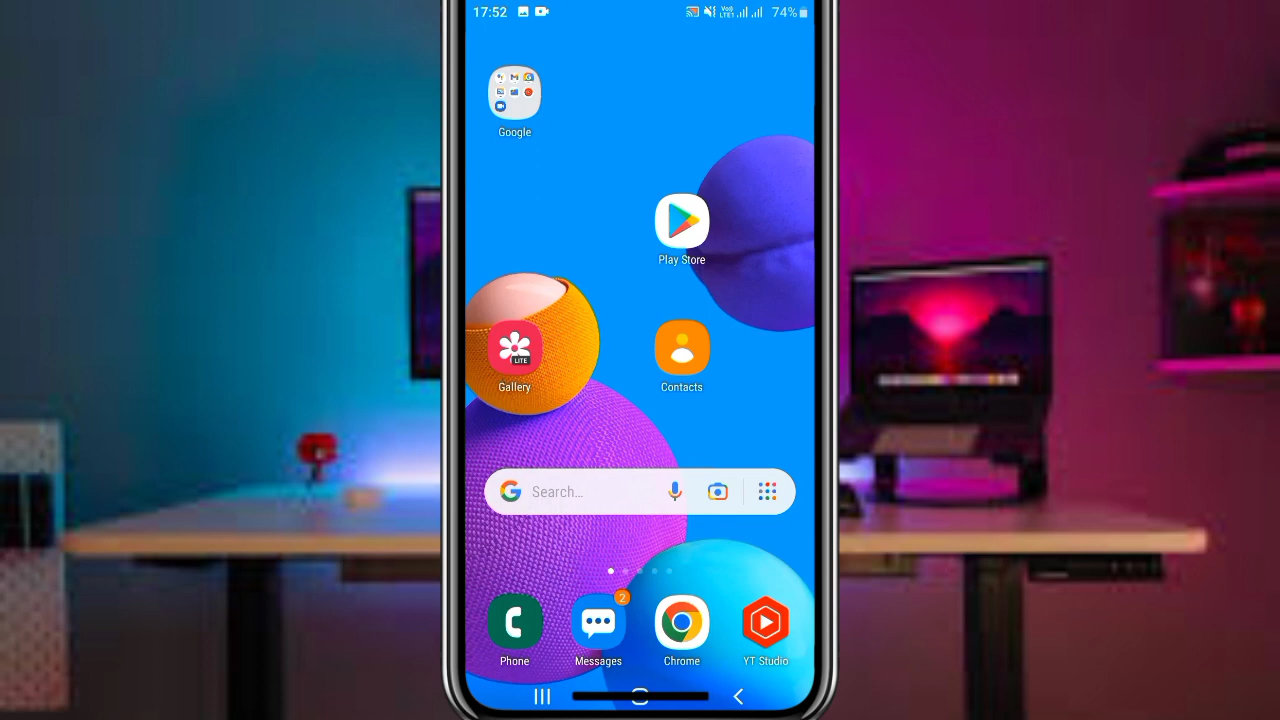 17:52
74%
Google
Play Store
LITE
Gallery
Contacts
Search...
2
Phone
Messages
Chrome
YT Studio